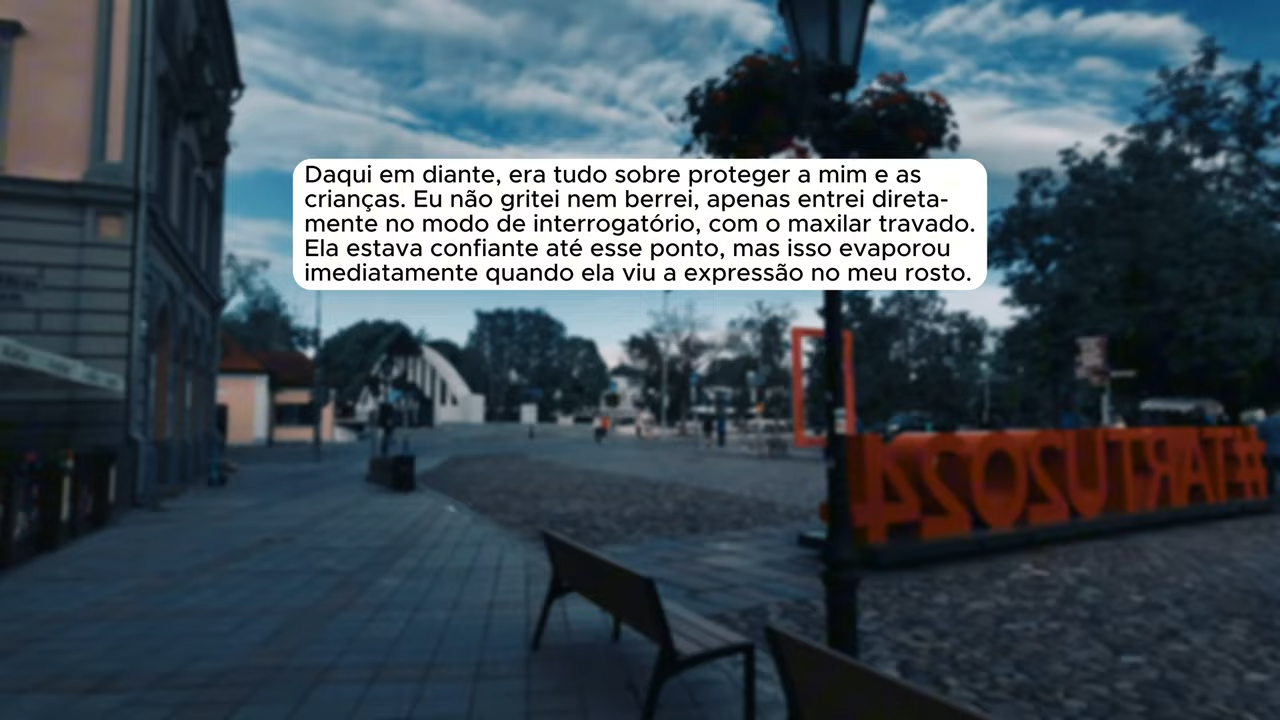 Daqui em diante, era tudo sobre proteger a mim e as
crianças. Eu não gritei nem berrei, apenas entrei direta-
mente no modo de interrogatório, com o maxilar travado.
Ela estava confiante até esse ponto, mas isso evaporou
imediatamente quando ela viu a expressão no meu rosto.
#TARTU2024